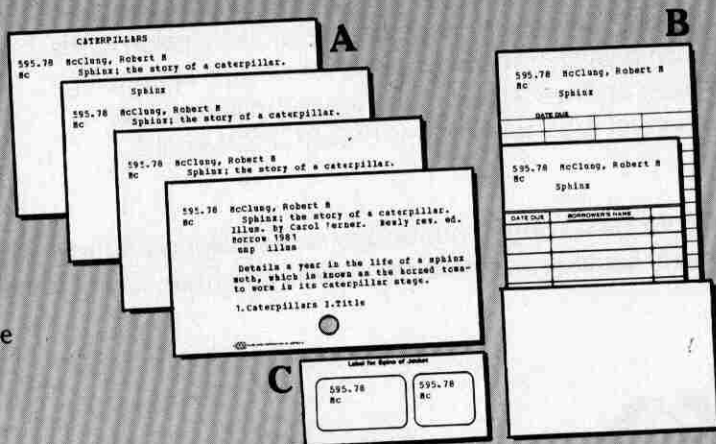 A
CATERPILLARS
595.78 McClung, Robert M
Mc Sphinx; the story of a caterpillar.
Sphinx
595.78 McClung, Robert M
Mc Sphinx; the story of a caterpillar.
595.78 McClung, Robert M
Mc Sphinx; the story of a caterpillar.
595.78 McClung, Robert M
Mc Sphinx; the story of a caterpillar.
Illus. by Carol Newly rev. ed.
Morrow 1981
unp illus
Details a year in the life of a sphinx
moth, which is known as the horned toma-
to worm in its caterpillar stage.
1.Caterpillars I.Title
B
595.78 McClung, Robert M
Mc
Sphinx
DATE DUE
595.78 McClung, Robert M
Mc
Sphinx
DATE DUE BORROWER'S NAME
C
Label for Spine of Jacket
595.78
Mc
595.78
Mc
e